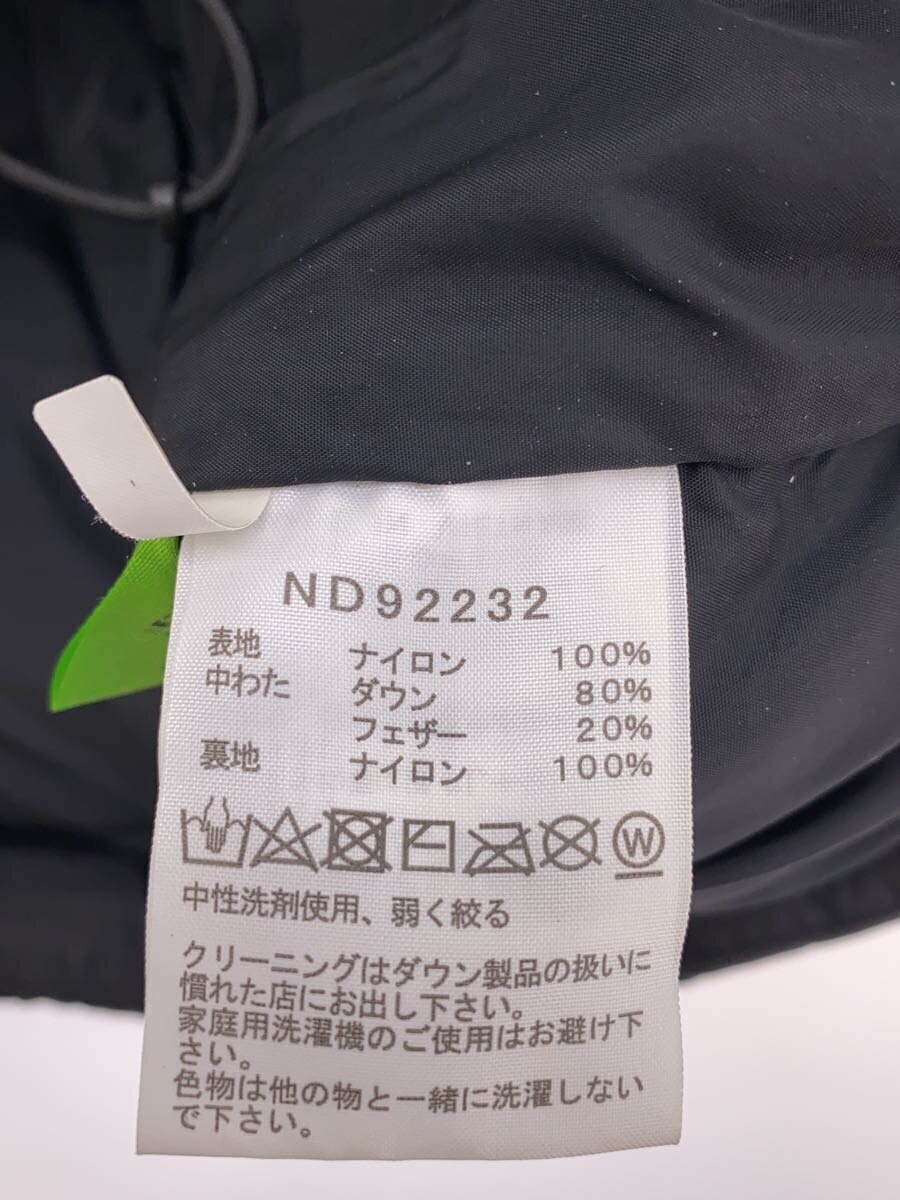 ND92232
表地 ナイロン 100%
中わた ダウン 80%
フェザー 20%
裏地 ナイロン 100%
W
中性洗剤使用、弱く絞る
クリーニングはダウン製品の扱いに
慣れた店にお出し下さい。
家庭用洗濯機のご使用はお避け下
さい。
色物は他の物と一緒に洗濯しない
で下さい。